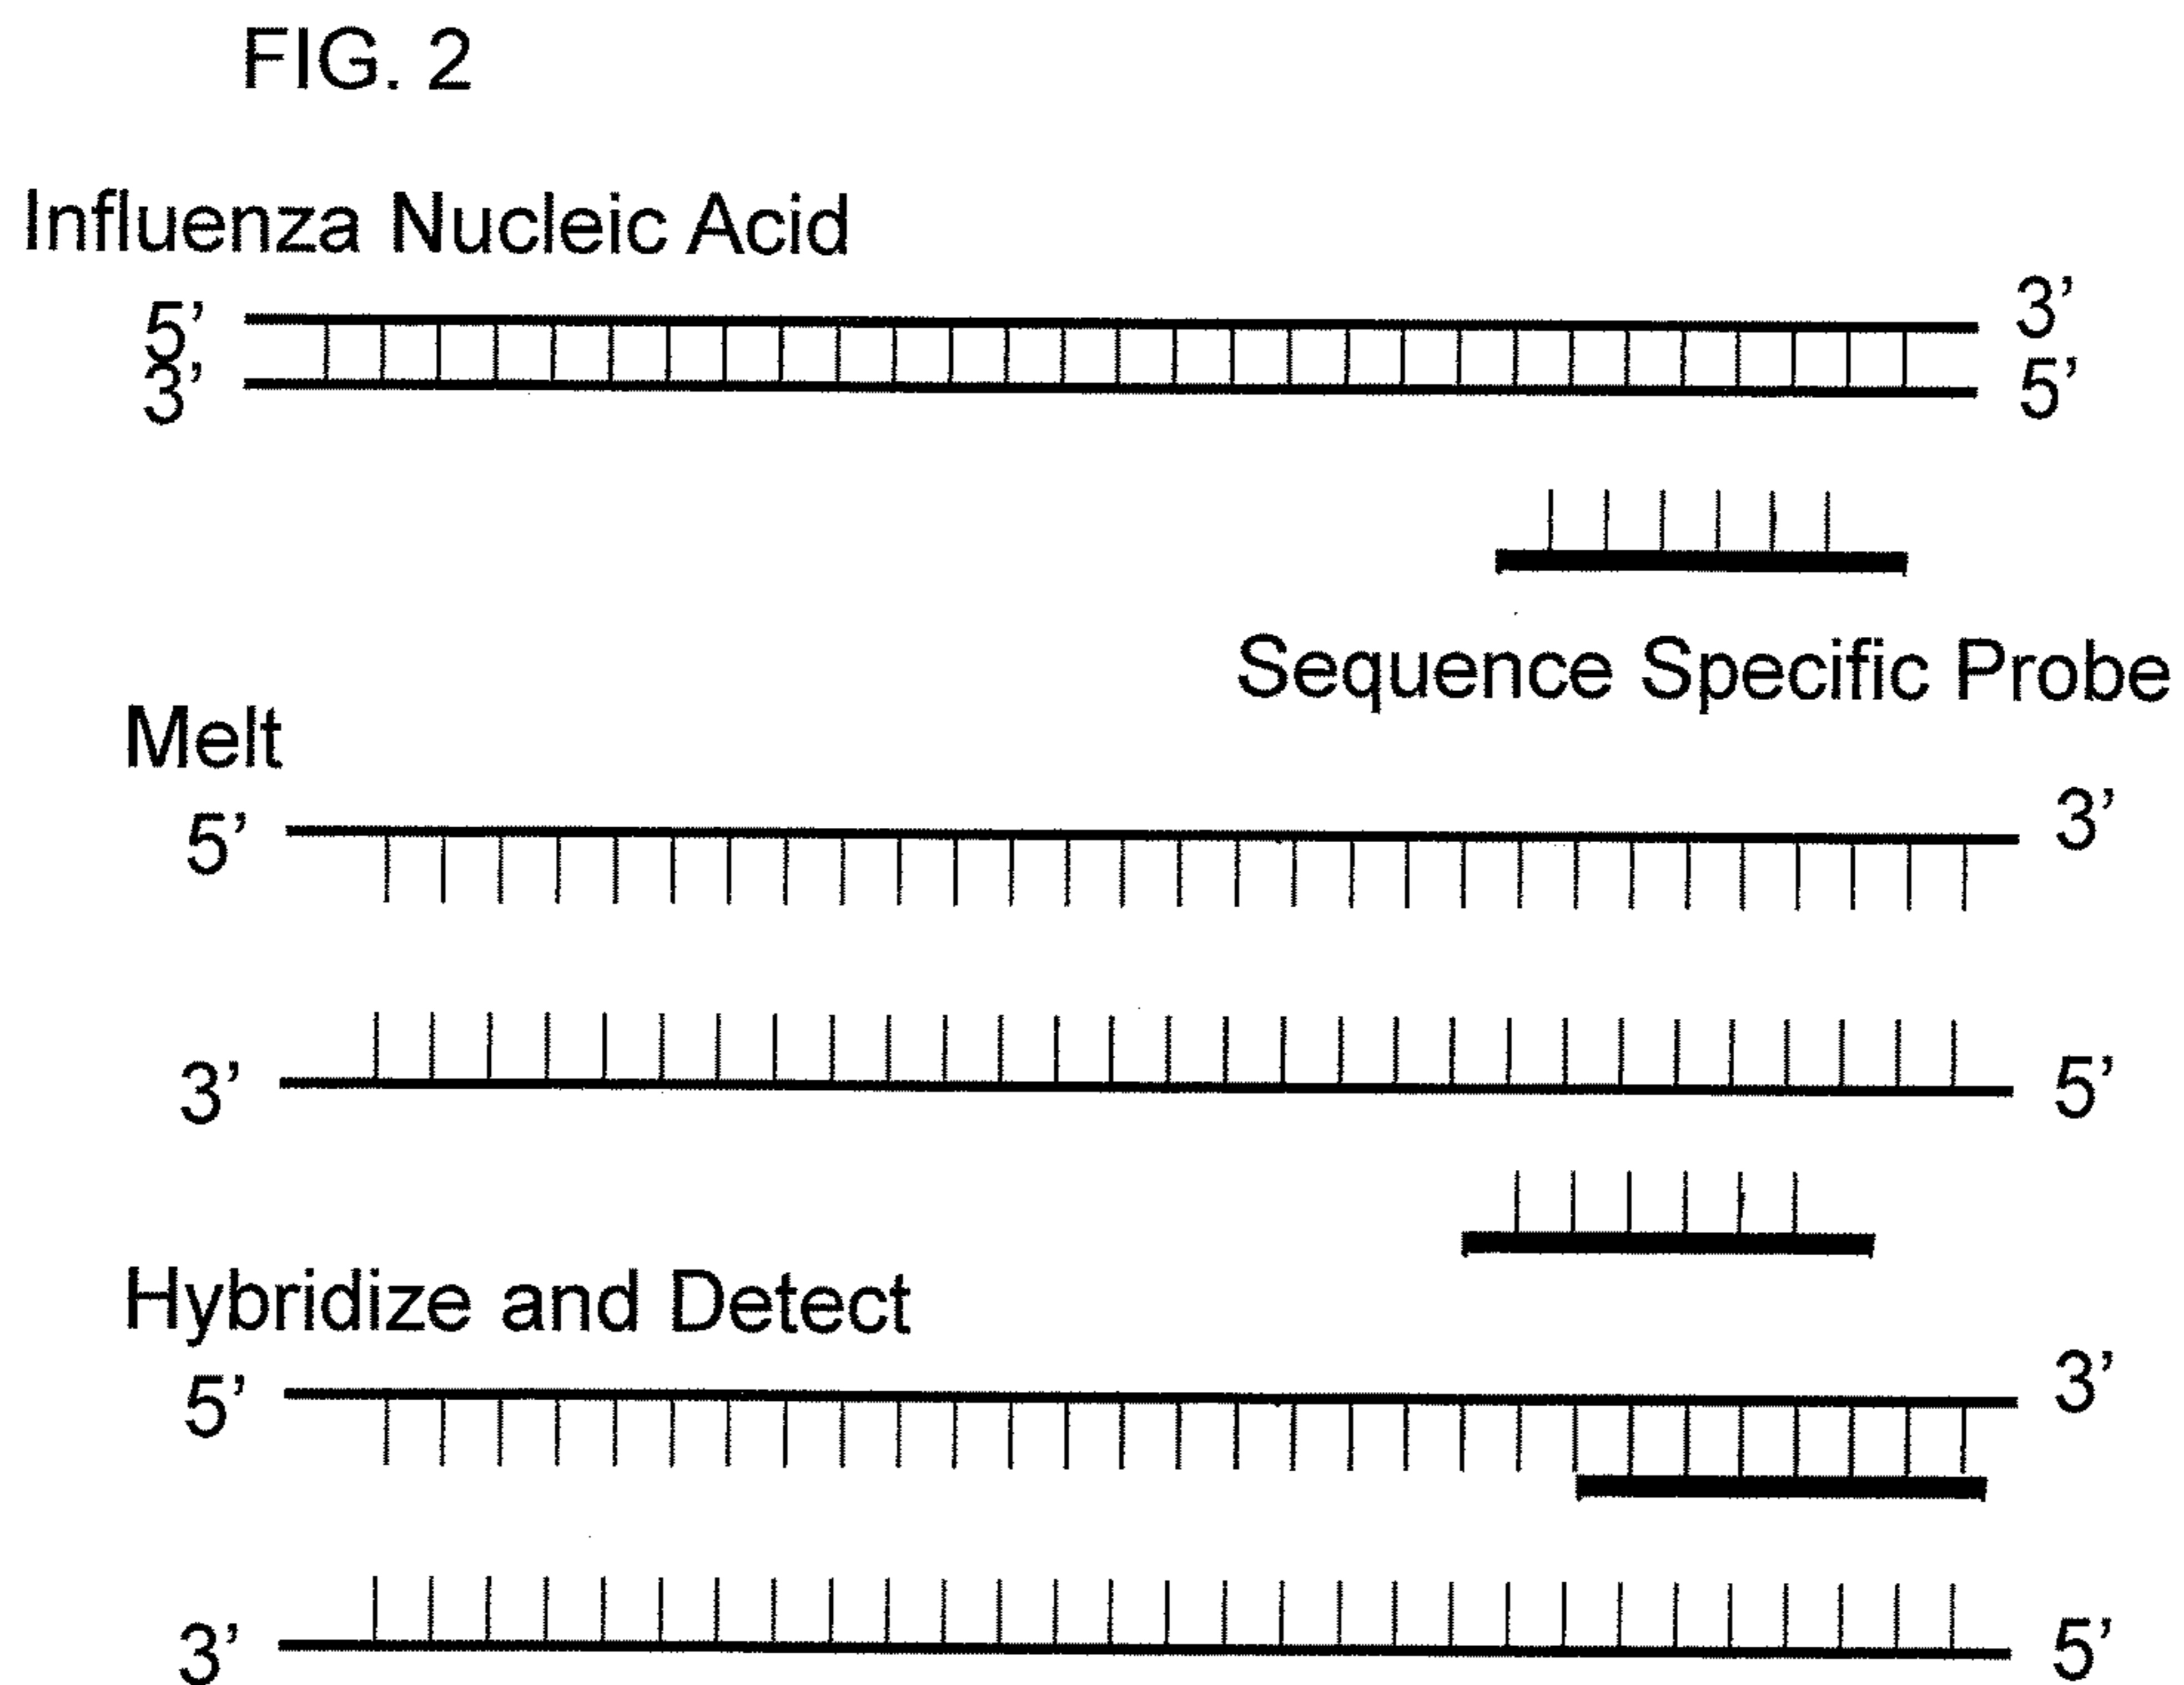 FIG. 2
Influenza Nucleic Acid
5' 3'
3' 5'
Sequence Specific Probe
Melt
5' 3'
3' 5'
Hybridize and Detect
5' 3'
3' 5'